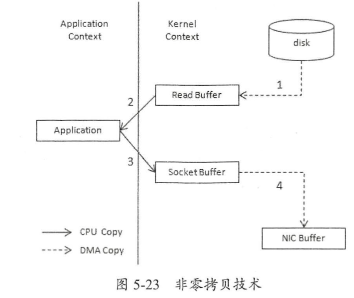 Application
Context
Kernel
Context
disk
1
2
Read Buffer
Application
3
Socket Buffer
4
NIC Buffer
CPU Copy
DMA Copy
图 5-23 非零拷贝技术